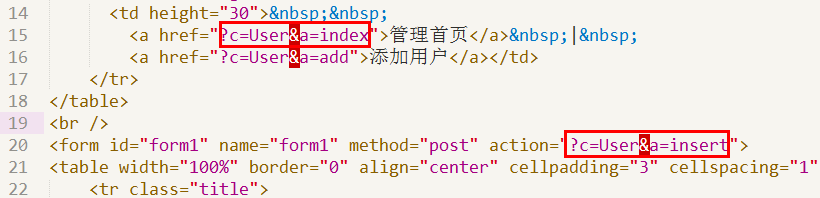 14 <td height="30">&nbsp;&nbsp;
15 <a href="?c=User&a=index">管理首页</a>&nbsp;|&nbsp;
16 <a href="?c=User&a=add">添加用户</a></td>
17 </tr>
18 </table>
19 <br />
20 <form id="form1" name="form1" method="post" action="?c=User&a=insert">
21 <table width="100%" border="0" align="center" cellpadding="3" cellspacing="1"
22 <tr class="title">